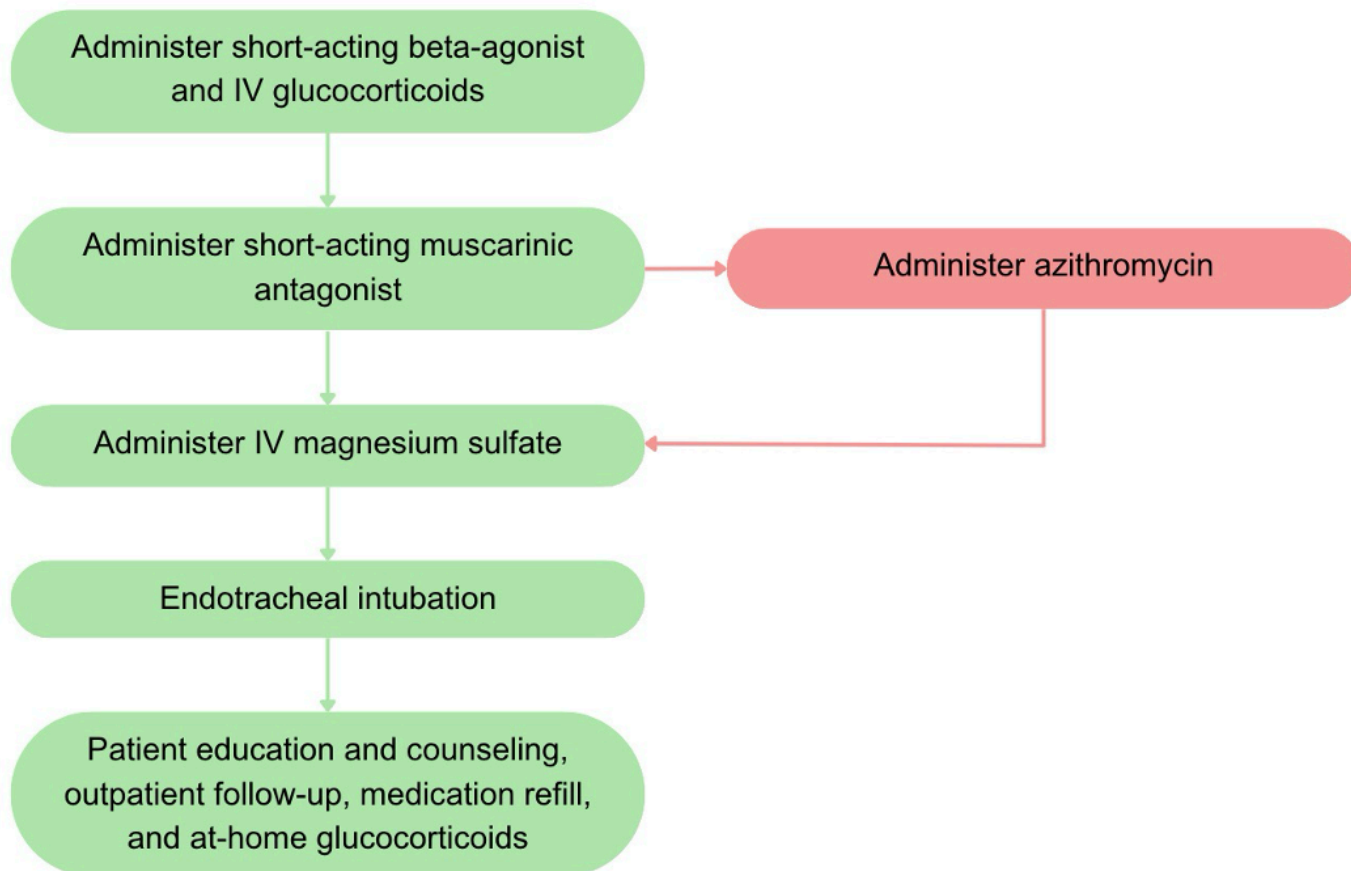 Administer short-acting beta-agonist
and IV glucocorticoids
Administer short-acting muscarinic
antagonist
Administer azithromycin
Administer IV magnesium sulfate
Endotracheal intubation
Patient education and counseling,
outpatient follow-up, medication refill,
and at-home glucocorticoids